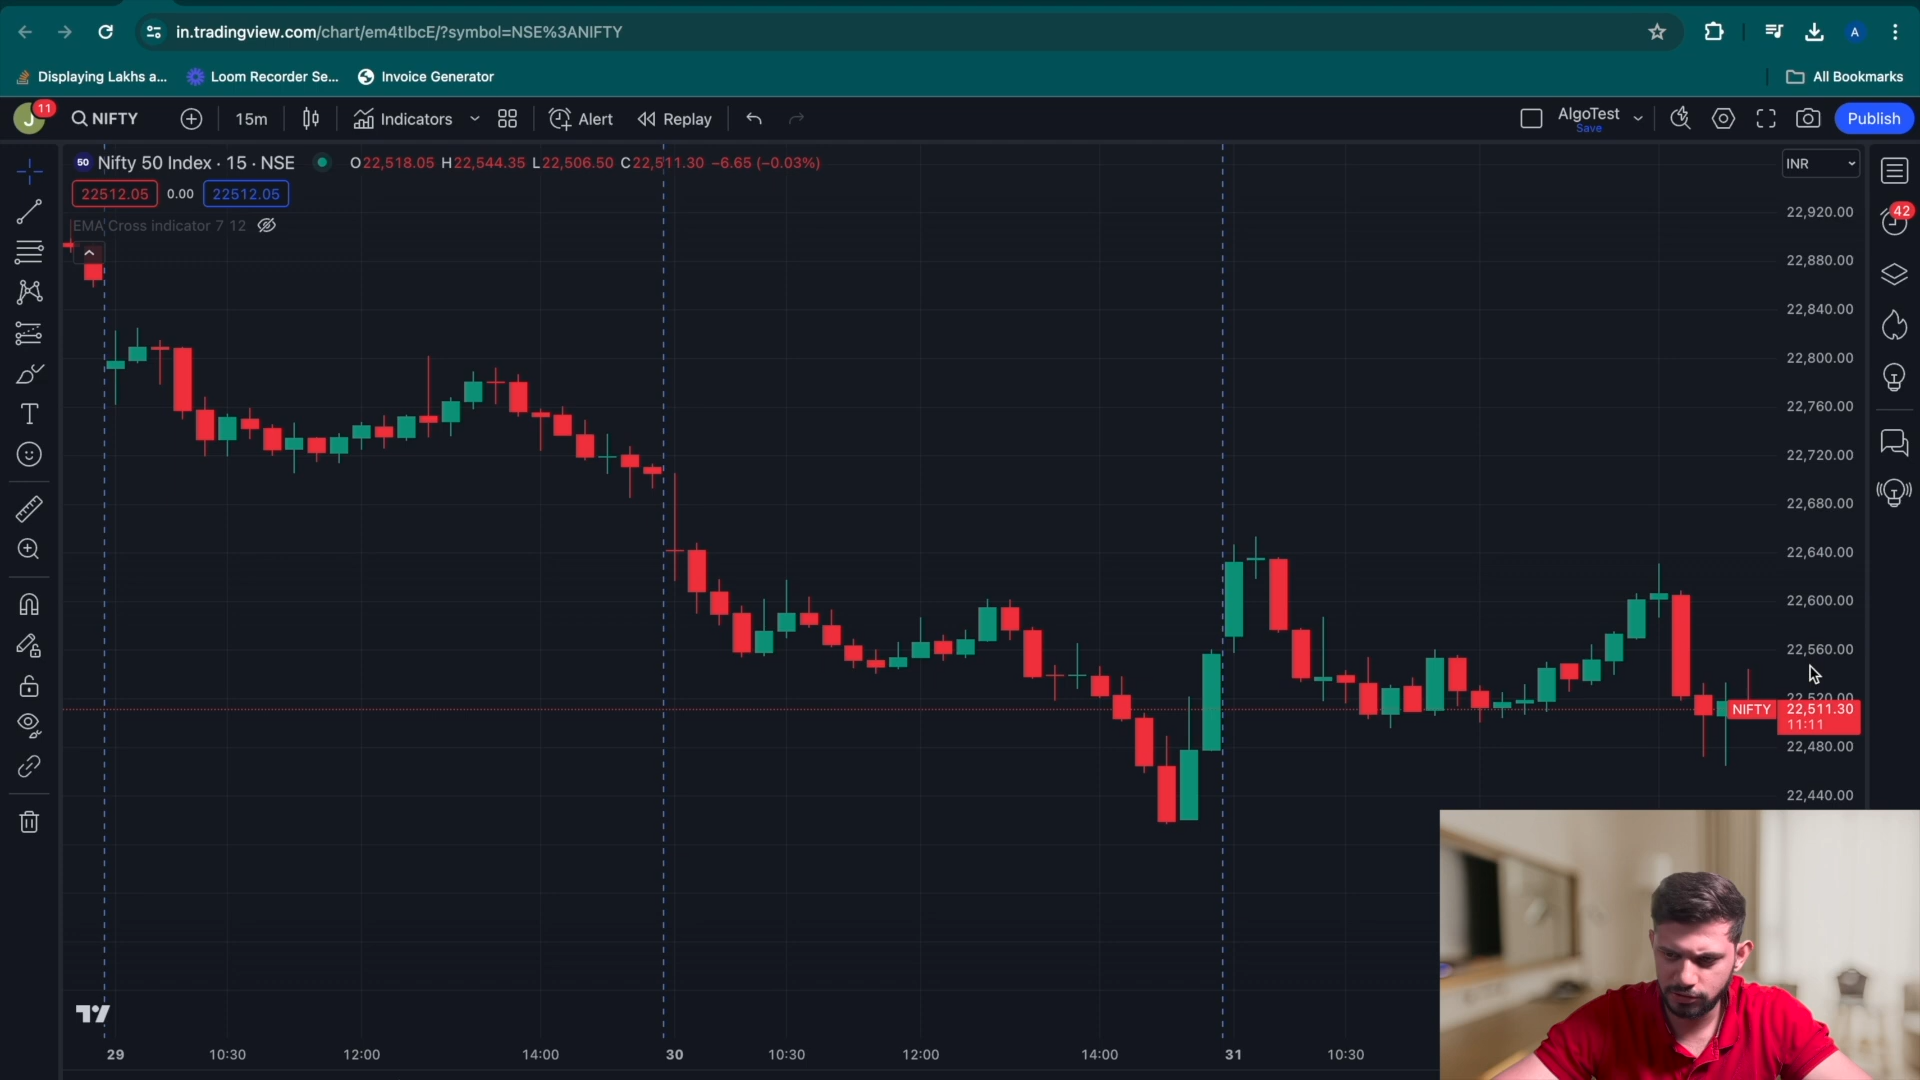 in.tradingview.com/chart/em4tIbcE/?symbol=NSE%3ANIFTY
A
Displaying Lakhs a...
Loom Recorder Se...
Invoice Generator
All Bookmarks
J
11
NIFTY
15m
Indicators
Alert
Replay
AlgoTest
Save
Publish
50
Nifty 50 Index · 15 · NSE
O22,518.05 H22,544.35 L22,506.50 C22,511.30 −6.65 (−0.03%)
INR
22512.05
0.00
22512.05
EMA Cross indicator 7 12
42
22,920.00
22,880.00
22,840.00
22,800.00
22,760.00
22,720.00
22,680.00
22,640.00
22,600.00
22,560.00
22,520.00
NIFTY
22,511.30
11:11
22,480.00
22,440.00
29
10:30
12:00
14:00
30
10:30
12:00
14:00
31
10:30